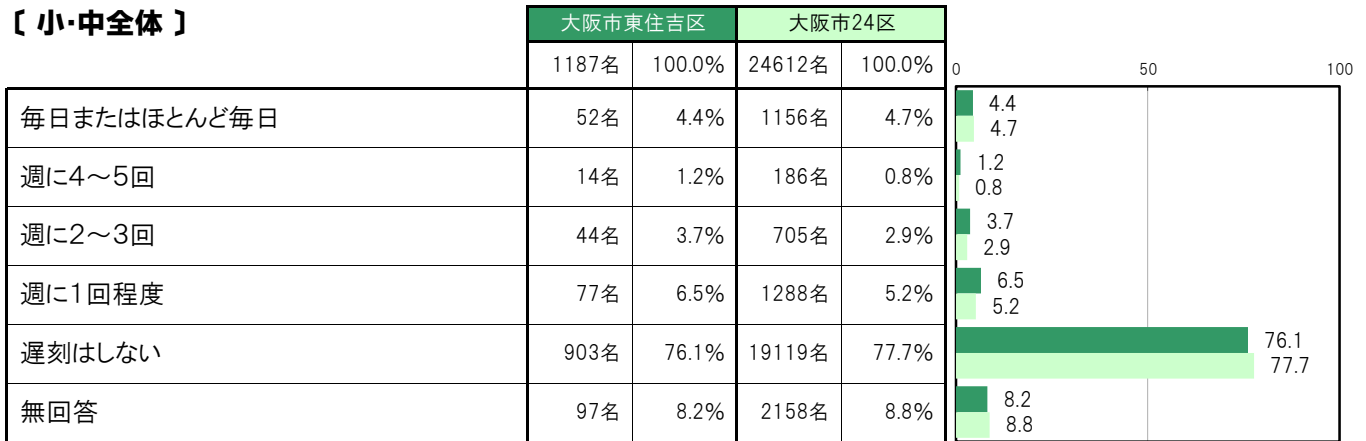 〔 小・中全体 〕
大阪市東住吉区 大阪市24区
1187名 100.0% 24612名 100.0%
0 50 100
毎日またはほとんど毎日 52名 4.4% 1156名 4.7%
4.4
4.7
週に4～5回 14名 1.2% 186名 0.8%
1.2
0.8
週に2～3回 44名 3.7% 705名 2.9%
3.7
2.9
週に1回程度 77名 6.5% 1288名 5.2%
6.5
5.2
遅刻はしない 903名 76.1% 19119名 77.7%
76.1
77.7
無回答 97名 8.2% 2158名 8.8%
8.2
8.8